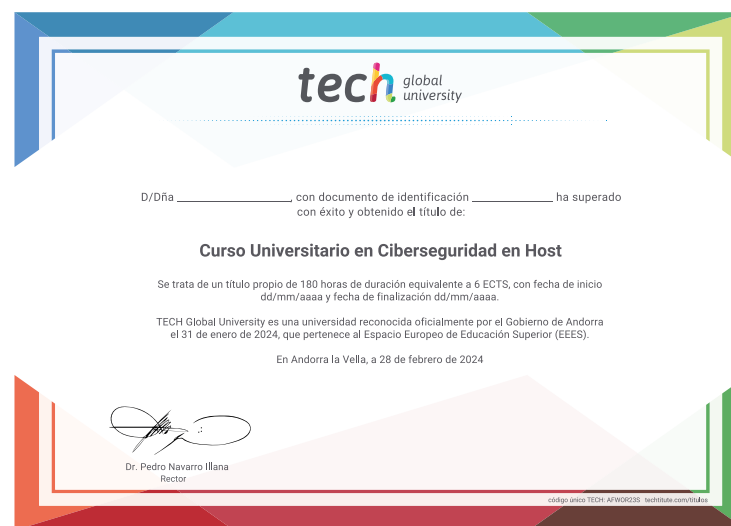 tech global university
D/Dña ____________________, con documento de identificación ______________ ha superado
con éxito y obtenido el título de:
Curso Universitario en Ciberseguridad en Host
Se trata de un título propio de 180 horas de duración equivalente a 6 ECTS, con fecha de inicio
dd/mm/aaaa y fecha de finalización dd/mm/aaaa.
TECH Global University es una universidad reconocida oficialmente por el Gobierno de Andorra
el 31 de enero de 2024, que pertenece al Espacio Europeo de Educación Superior (EEES).
En Andorra la Vella, a 28 de febrero de 2024
Dr. Pedro Navarro Illana
Rector
código único TECH: AFWOR23S techtitute.com/titulos